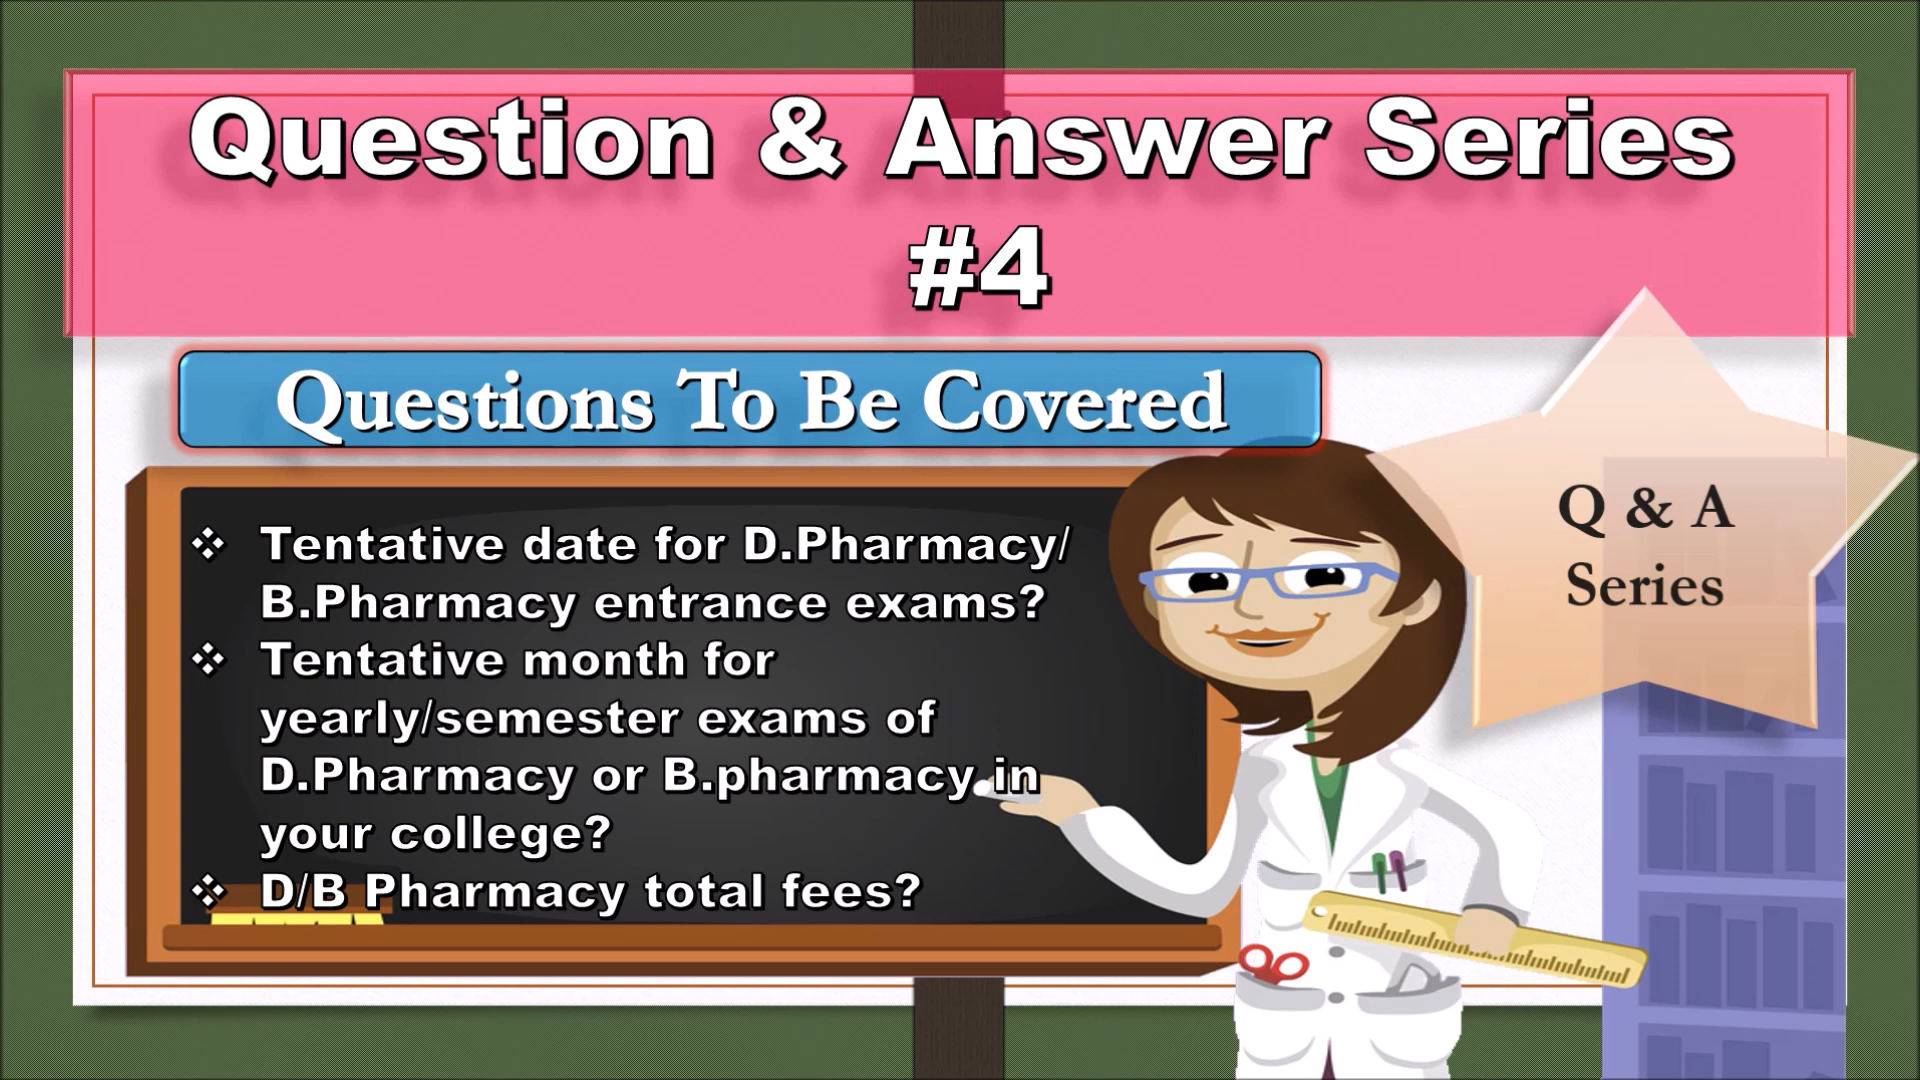 Question & Answer Series
#4
Questions To Be Covered
❖ Tentative date for D.Pharmacy/
B.Pharmacy entrance exams?
❖ Tentative month for
yearly/semester exams of
D.Pharmacy or B.pharmacy in
your college?
❖ D/B Pharmacy total fees?
Q & A
Series